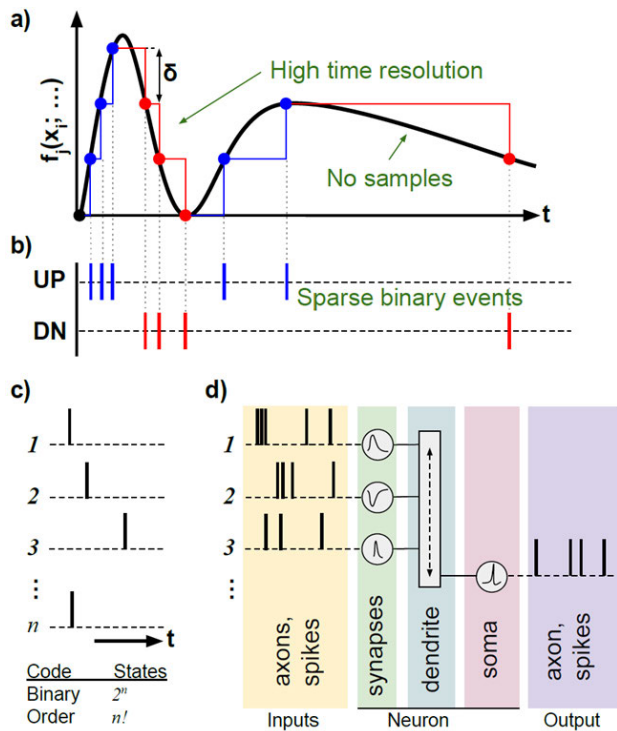 a)
f_j(x_i; ...)
δ
High time resolution
No samples
t
b)
UP
Sparse binary events
DN
c)
1
2
3
⋮
n
t
Code States
Binary 2^n
Order n!
d)
1
2
3
⋮
axons,
spikes
synapses
dendrite
soma
axon,
spikes
Inputs
Neuron
Output